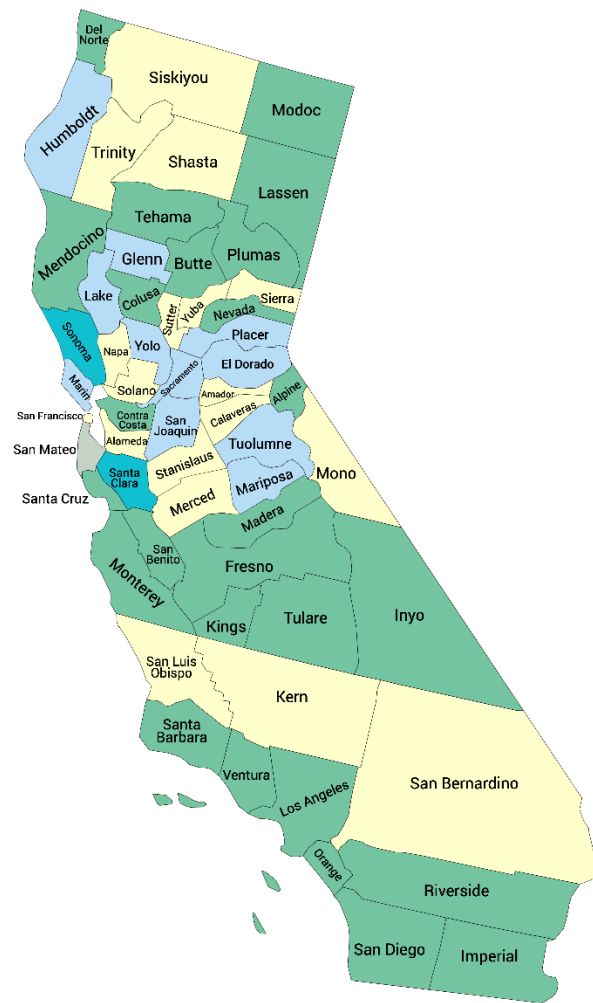 Del
Norte
Siskiyou
Modoc
Humboldt
Trinity
Shasta
Lassen
Tehama
Mendocino
Glenn
Butte
Plumas
Lake
Colusa
Sutter
Yuba
Sierra
Nevada
Sonoma
Napa
Yolo
Placer
El Dorado
Sacramento
Marin
Solano
Amador
Alpine
San Francisco
Contra
Costa
San
Joaquin
Calaveras
Alameda
Tuolumne
San Mateo
Stanislaus
Mono
Santa
Clara
Mariposa
Santa Cruz
Merced
Madera
San
Benito
Fresno
Monterey
Inyo
Kings
Tulare
San Luis
Obispo
Kern
Santa
Barbara
Ventura
Los Angeles
San Bernardino
Orange
Riverside
San Diego
Imperial